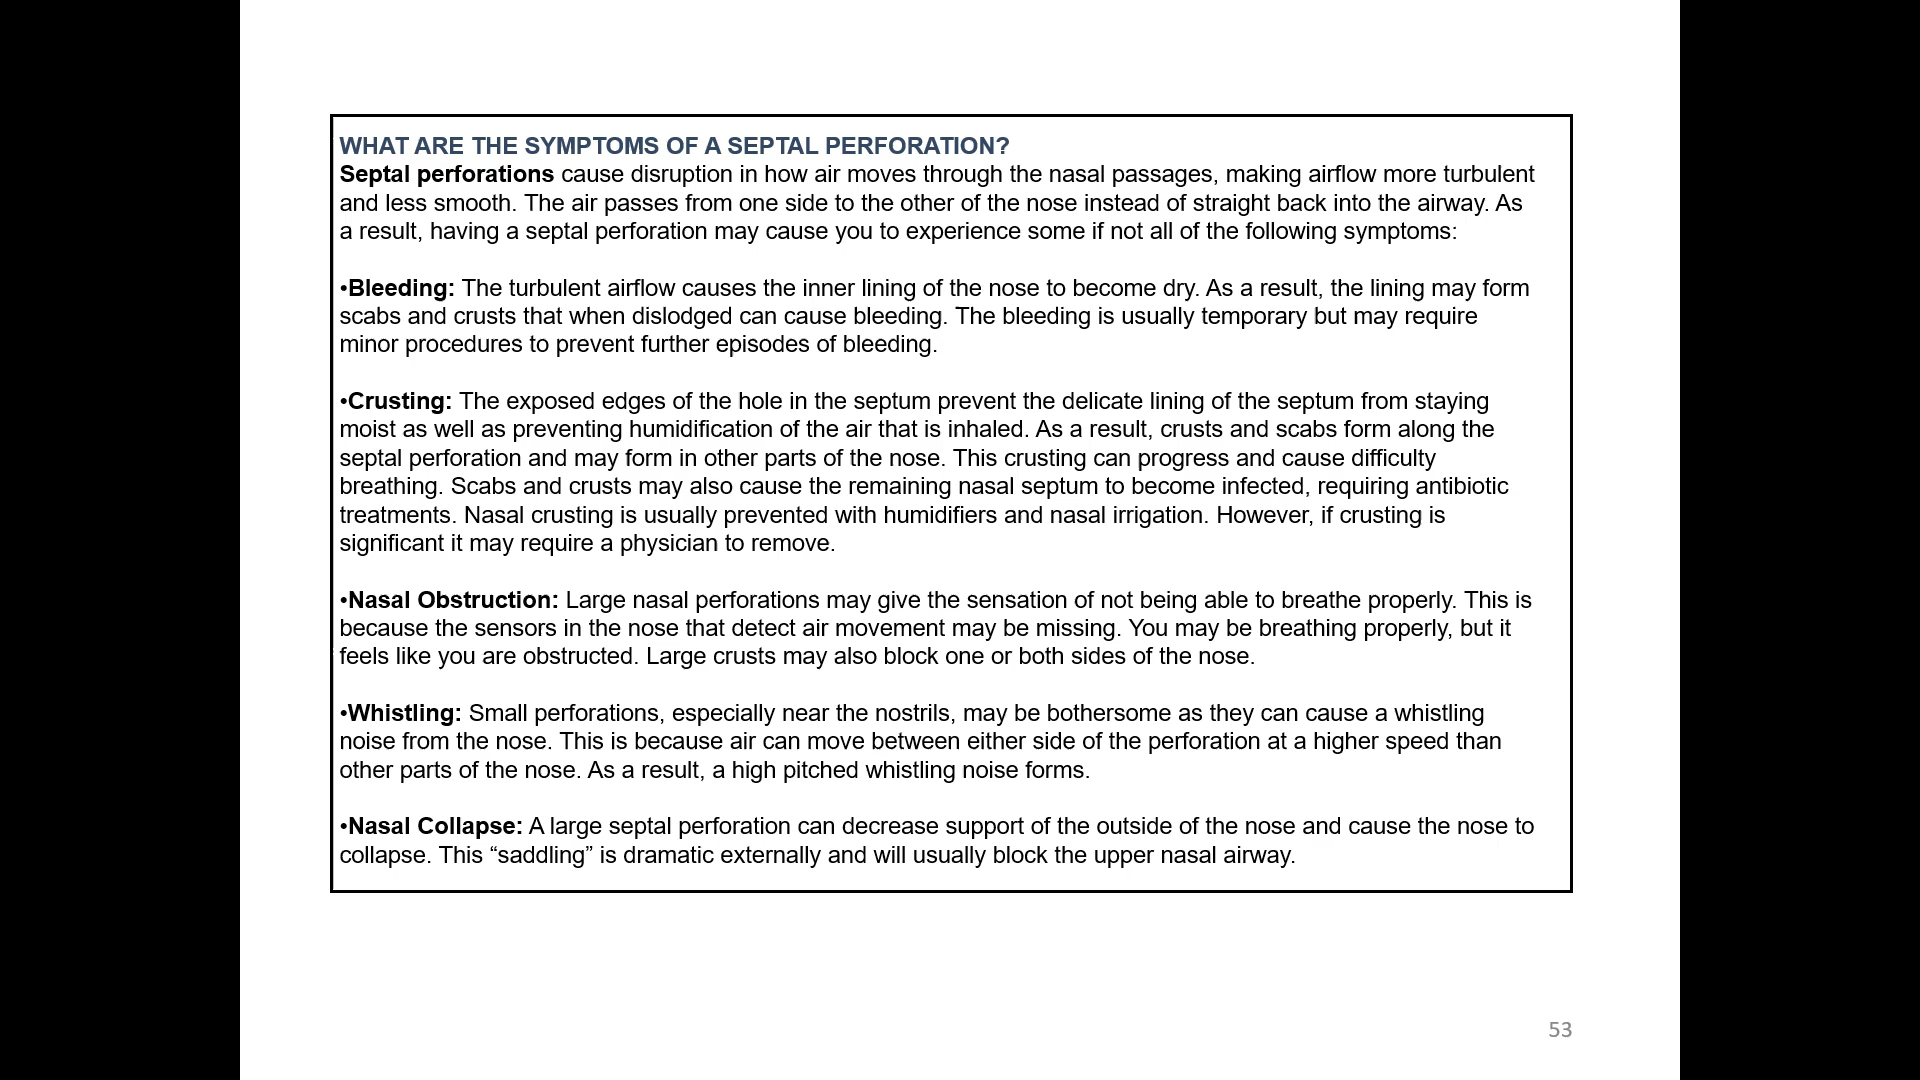 WHAT ARE THE SYMPTOMS OF A SEPTAL PERFORATION?
Septal perforations cause disruption in how air moves through the nasal passages, making airflow more turbulent
and less smooth. The air passes from one side to the other of the nose instead of straight back into the airway. As
a result, having a septal perforation may cause you to experience some if not all of the following symptoms:
•Bleeding: The turbulent airflow causes the inner lining of the nose to become dry. As a result, the lining may form
scabs and crusts that when dislodged can cause bleeding. The bleeding is usually temporary but may require
minor procedures to prevent further episodes of bleeding.
•Crusting: The exposed edges of the hole in the septum prevent the delicate lining of the septum from staying
moist as well as preventing humidification of the air that is inhaled. As a result, crusts and scabs form along the
septal perforation and may form in other parts of the nose. This crusting can progress and cause difficulty
breathing. Scabs and crusts may also cause the remaining nasal septum to become infected, requiring antibiotic
treatments. Nasal crusting is usually prevented with humidifiers and nasal irrigation. However, if crusting is
significant it may require a physician to remove.
•Nasal Obstruction: Large nasal perforations may give the sensation of not being able to breathe properly. This is
because the sensors in the nose that detect air movement may be missing. You may be breathing properly, but it
feels like you are obstructed. Large crusts may also block one or both sides of the nose.
•Whistling: Small perforations, especially near the nostrils, may be bothersome as they can cause a whistling
noise from the nose. This is because air can move between either side of the perforation at a higher speed than
other parts of the nose. As a result, a high pitched whistling noise forms.
•Nasal Collapse: A large septal perforation can decrease support of the outside of the nose and cause the nose to
collapse. This “saddling” is dramatic externally and will usually block the upper nasal airway.
53